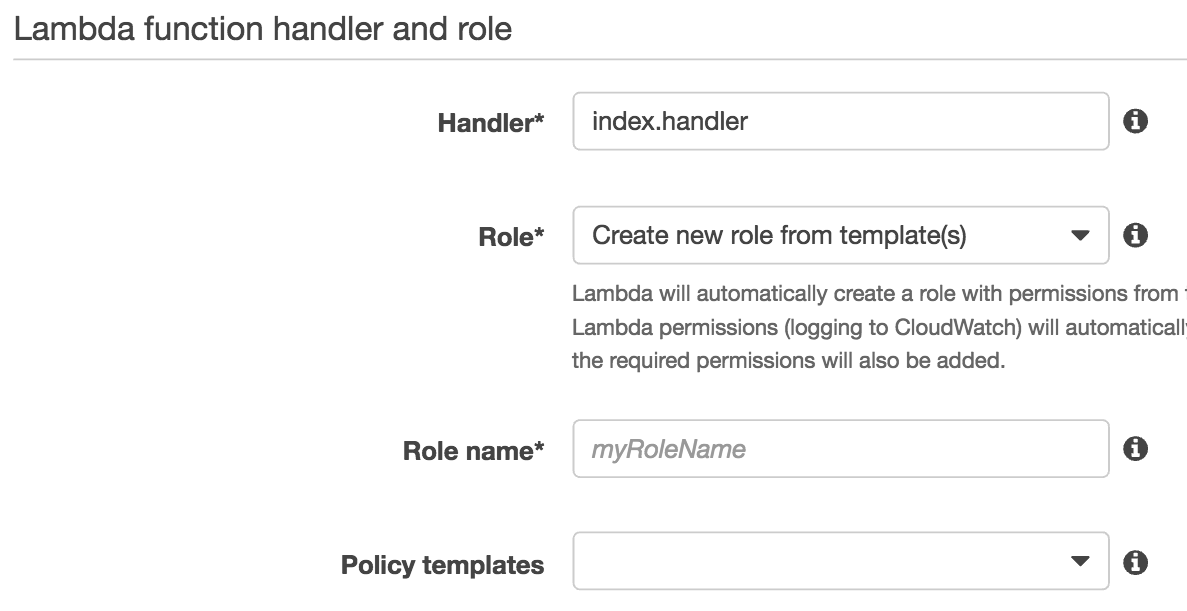 Lambda function handler and role
Handler* index.handler
Role* Create new role from template(s)
Lambda will automatically create a role with permissions from
Lambda permissions (logging to CloudWatch) will automatically
the required permissions will also be added.
Role name* myRoleName
Policy templates